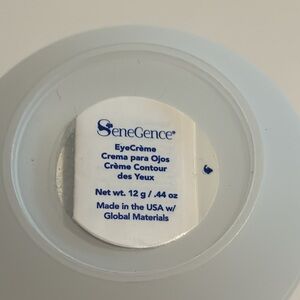 SeneGence®
EyeCrème
Crema para Ojos
Crème Contour
des Yeux
Net wt. 12 g / .44 oz
Made in the USA w/
Global Materials